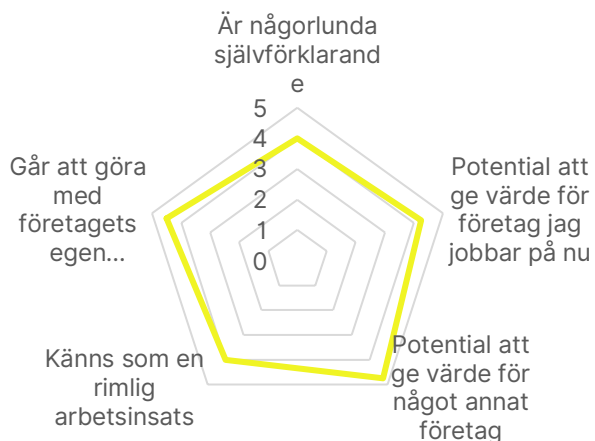 Är någorlunda
självförklarand
e
5
4
3
2
1
0
Potential att
ge värde för
företag jag
jobbar på nu
Potential att
ge värde för
något annat
företag
Känns som en
rimlig
arbetsinsats
Går att göra
med
företagets
egen...